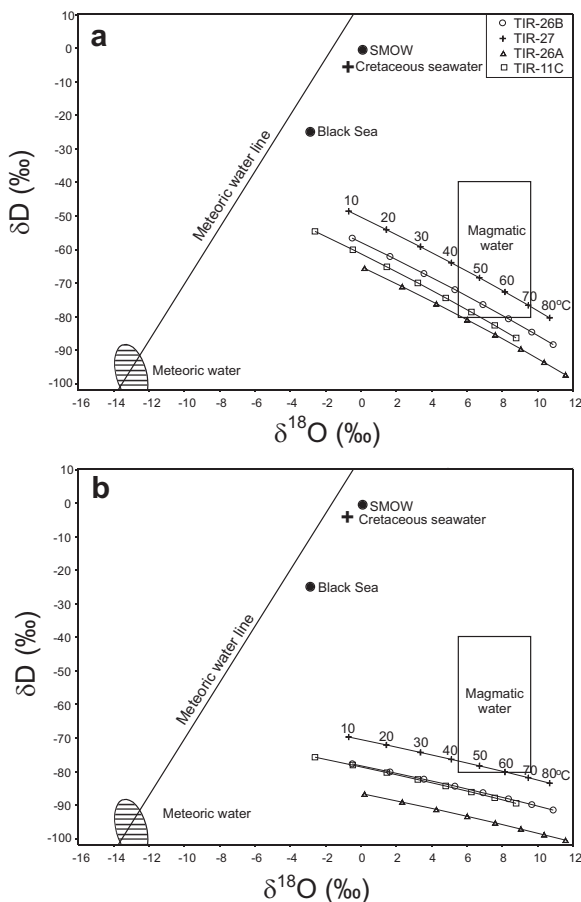 a
10
0
-10
-20
-30
-40
-50
-60
-70
-80
-90
-100
δD (‰)
TIR-26B
TIR-27
TIR-26A
TIR-11C
SMOW
Cretaceous seawater
Black Sea
Meteoric water line
Magmatic
water
10 20 30 40 50 60 70 80ºC
Meteoric water
-16 -14 -12 -10 -8 -6 -4 -2 0 2 4 6 8 10 12
δ18O (‰)
b
10
0
-10
-20
-30
-40
-50
-60
-70
-80
-90
-100
δD (‰)
SMOW
Cretaceous seawater
Black Sea
Meteoric water line
Magmatic
water
10 20 30 40 50 60 70 80ºC
Meteoric water
-16 -14 -12 -10 -8 -6 -4 -2 0 2 4 6 8 10 12
δ18O (‰)